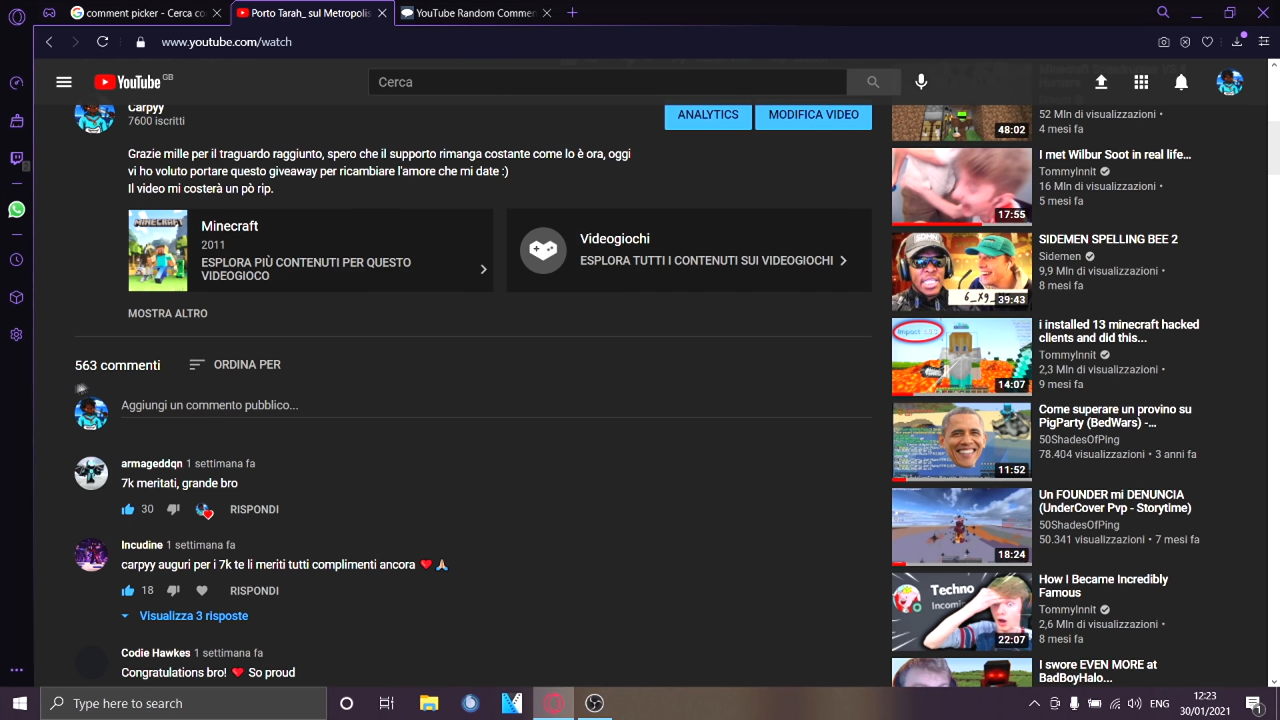 comment picker - Cerca co
Porto Tarah_ sul Metropolis
YouTube Random Commen
www.youtube.com/watch
YouTube GB
Cerca
Carpyy
7600 iscritti
ANALYTICS
MODIFICA VIDEO
Grazie mille per il traguardo raggiunto, spero che il supporto rimanga costante come lo è ora, oggi
vi ho voluto portare questo giveaway per ricambiare l'amore che mi date :)
Il video mi costerà un pò rip.
MINECRAFT
Minecraft
2011
ESPLORA PIÙ CONTENUTI PER QUESTO
VIDEOGIOCO
Videogiochi
ESPLORA TUTTI I CONTENUTI SUI VIDEOGIOCHI
MOSTRA ALTRO
563 commenti
ORDINA PER
Aggiungi un commento pubblico...
armageddqn 1 settimana fa
7k meritati, grande bro
30
RISPONDI
Incudine 1 settimana fa
carpyy auguri per i 7k te li meriti tutti complimenti ancora ❤️🙏🏻
18
RISPONDI
Visualizza 3 risposte
Codie Hawkes 1 settimana fa
Congratulations bro! ❤️ So proud
48:02
52 Mln di visualizzazioni •
4 mesi fa
17:55
I met Wilbur Soot in real life...
TommyInnit
16 Mln di visualizzazioni •
5 mesi fa
6_X9_
39:43
SIDEMEN SPELLING BEE 2
Sidemen
9,9 Mln di visualizzazioni •
8 mesi fa
Impact
14:07
i installed 13 minecraft hacked
clients and did this...
TommyInnit
2,3 Mln di visualizzazioni •
9 mesi fa
11:52
Come superare un provino su
PigParty (BedWars) -...
50ShadesOfPing
78.404 visualizzazioni • 3 anni fa
18:24
Un FOUNDER mi DENUNCIA
(UnderCover Pvp - Storytime)
50ShadesOfPing
50.341 visualizzazioni • 7 mesi fa
Techno
Incomi
22:07
How I Became Incredibly
Famous
TommyInnit
2,6 Mln di visualizzazioni •
8 mesi fa
I swore EVEN MORE at
BadBoyHalo...
Type here to search
12:23
30/01/2021
1